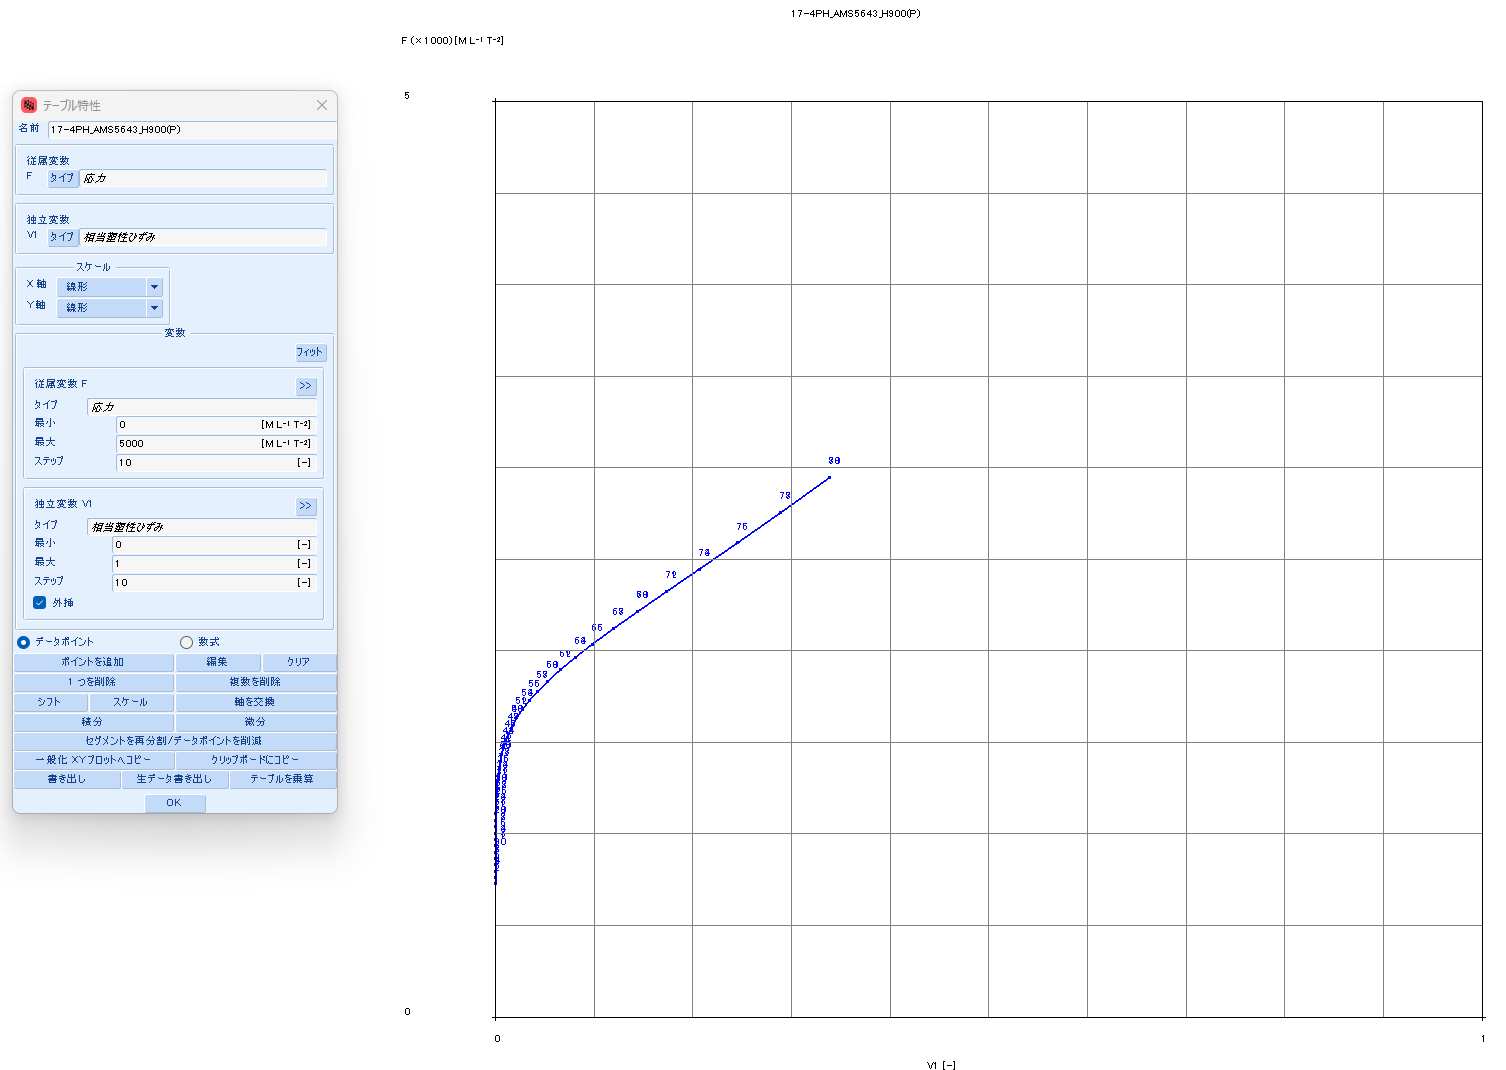 17-4PH_AMS5643_H900(P)
F (×1000)[M L⁻¹ T⁻²]
5
0
0
1
V1 [-]
80
78
75
74
72
65
58
55
テーブル特性
名前 17-4PH_AMS5643_H900(P)
従属変数
F タイプ 応力
独立変数
V1 タイプ 相当塑性ひずみ
スケール
X 軸 線形
Y 軸 線形
変数
フィット
従属変数 F >>
タイプ 応力
最小 0 [M L⁻¹ T⁻²]
最大 5000 [M L⁻¹ T⁻²]
ステップ 10 [-]
独立変数 V1 >>
タイプ 相当塑性ひずみ
最小 0 [-]
最大 1 [-]
ステップ 10 [-]
外挿
データポイント 数式
ポイントを追加 編集 クリア
1 つを削除 複数を削除
シフト スケール 軸を交換
積分 微分
セグメントを再分割/データポイントを削減
一般化 XYプロットへコピー クリップボードにコピー
書き出し 生データ書き出し テーブルを乗算
OK